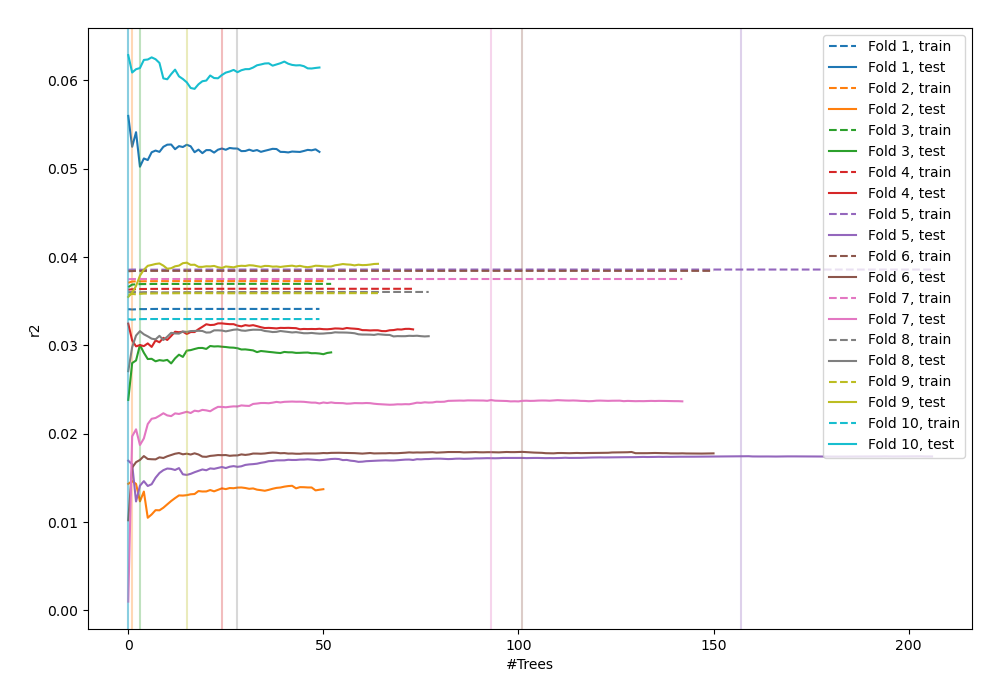 0.06
0.05
0.04
0.03
0.02
0.01
0.00
r2
0
50
100
150
200
#Trees
Fold 1, train
Fold 1, test
Fold 2, train
Fold 2, test
Fold 3, train
Fold 3, test
Fold 4, train
Fold 4, test
Fold 5, train
Fold 5, test
Fold 6, train
Fold 6, test
Fold 7, train
Fold 7, test
Fold 8, train
Fold 8, test
Fold 9, train
Fold 9, test
Fold 10, train
Fold 10, test